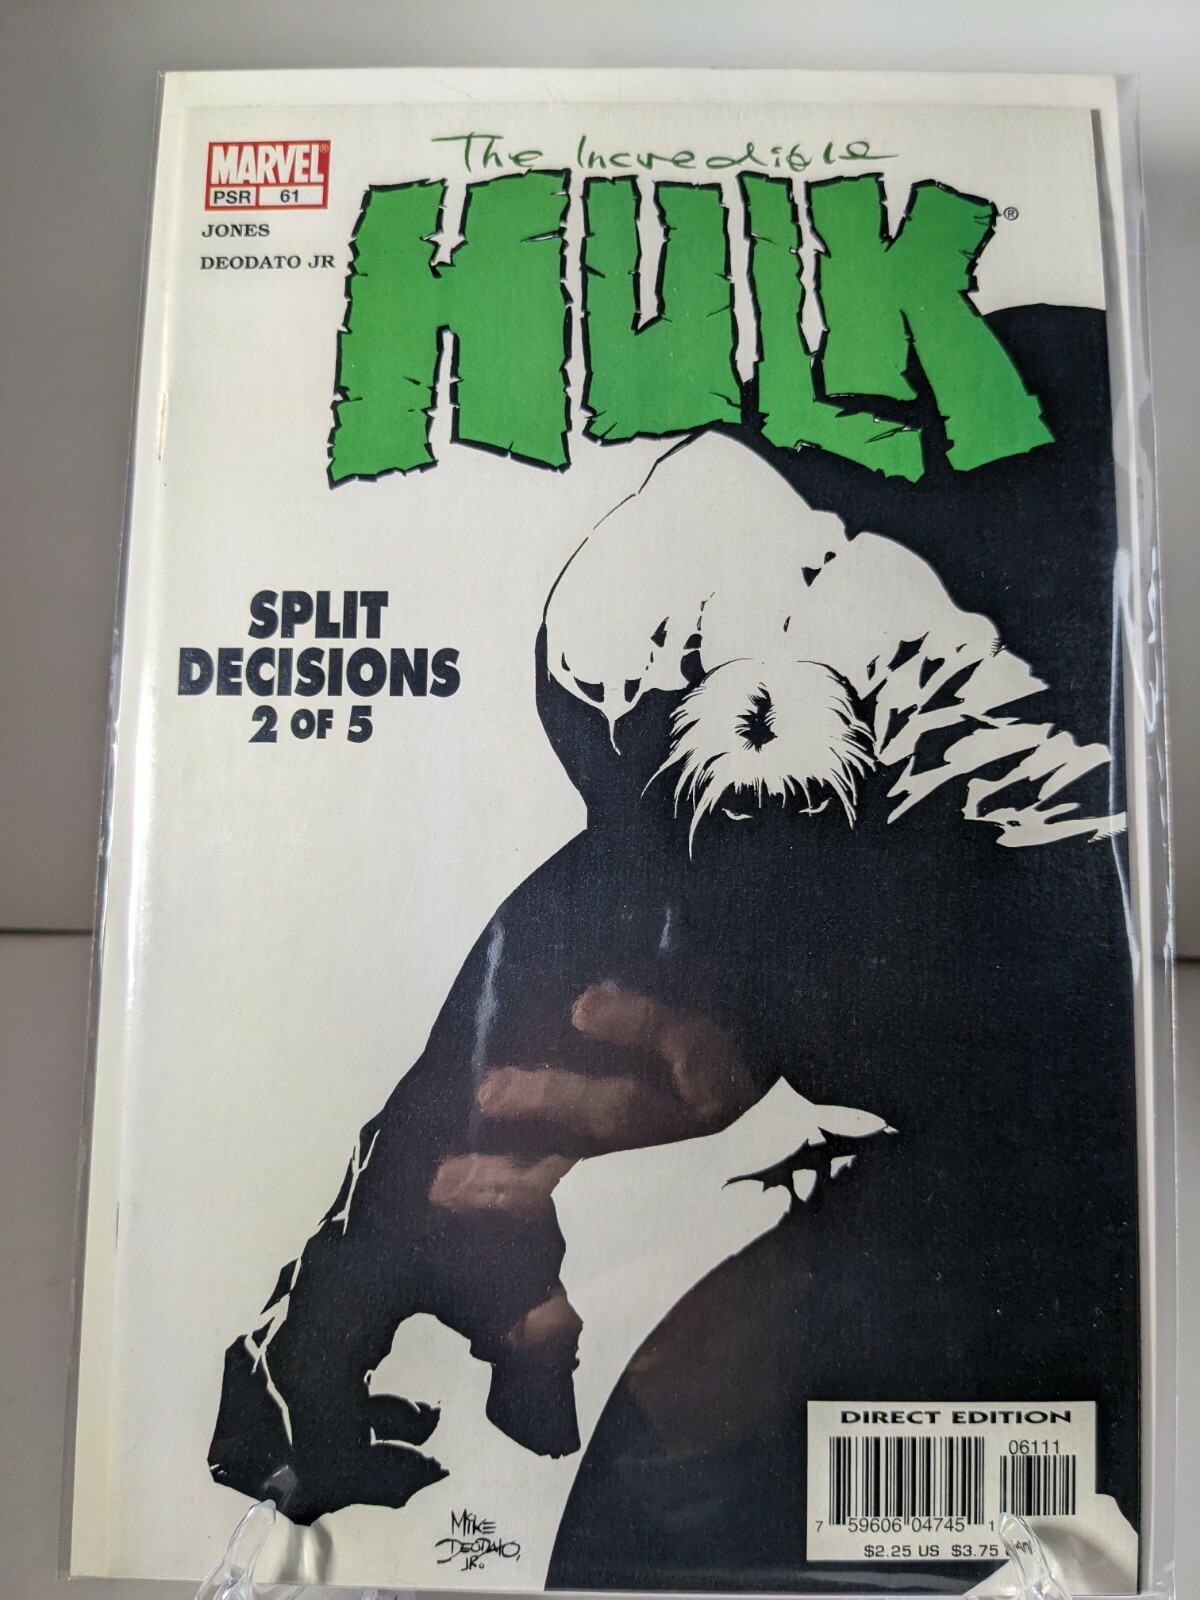 The Incredible
HULK®
MARVEL®
PSR 61
JONES
DEODATO JR
SPLIT
DECISIONS
2 OF 5
MIKE
DEODATO,
JR.
DIRECT EDITION
06111
7 59606 04745 1
$2.25 US $3.75